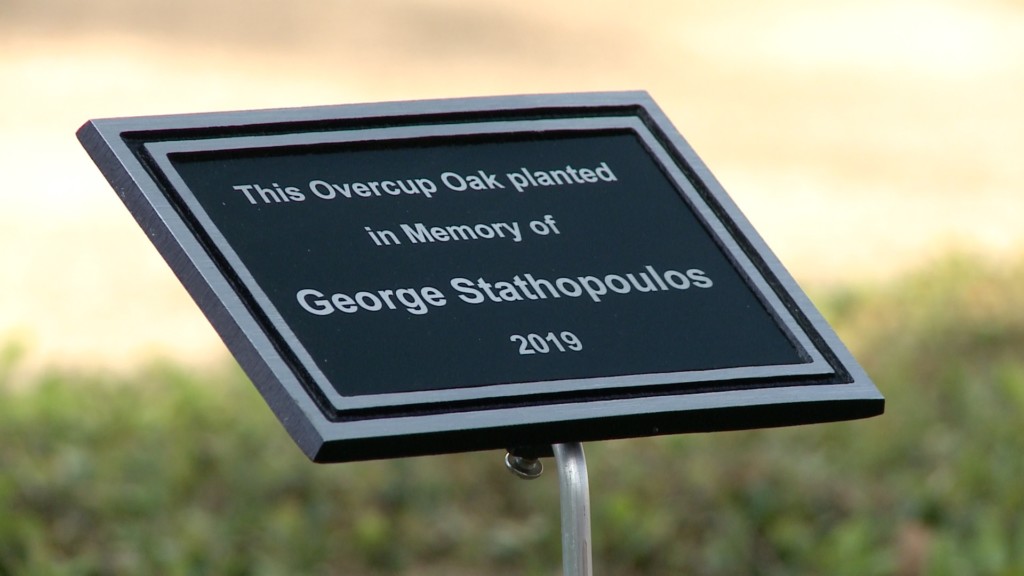 This Overcup Oak planted
in Memory of
George Stathopoulos
2019